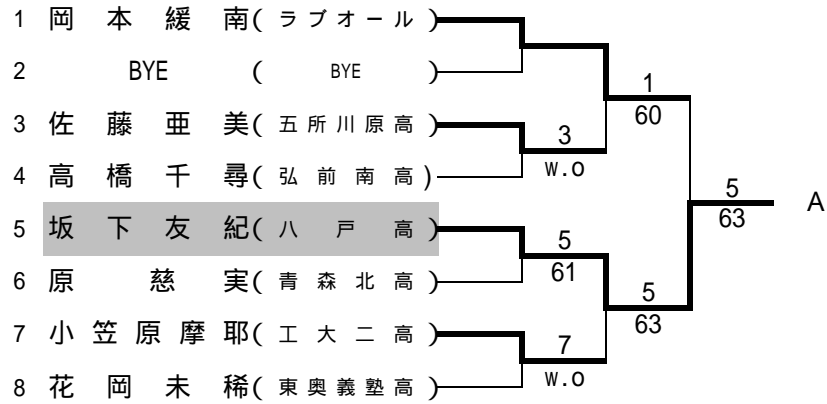 1 岡本緩南(ラブオール)
2 BYE (BYE)
3 佐藤亜美(五所川原高)
4 高橋千尋(弘前南高)
5 坂下友紀(八戸高)
6 原慈実(青森北高)
7 小笠原摩耶(工大二高)
8 花岡未稀(東奥義塾高)
3
w.o
5
61
7
w.o
1
60
5
63
5
63
A